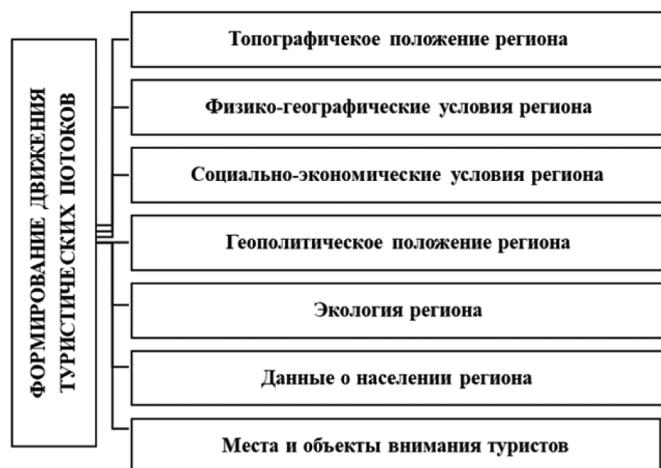 ФОРМИРОВАНИЕ ДВИЖЕНИЯ
ТУРИСТИЧЕСКИХ ПОТОКОВ
Топографичекое положение региона
Физико-географические условия региона
Социально-экономические условия региона
Геополитическое положение региона
Экология региона
Данные о населении региона
Места и объекты внимания туристов